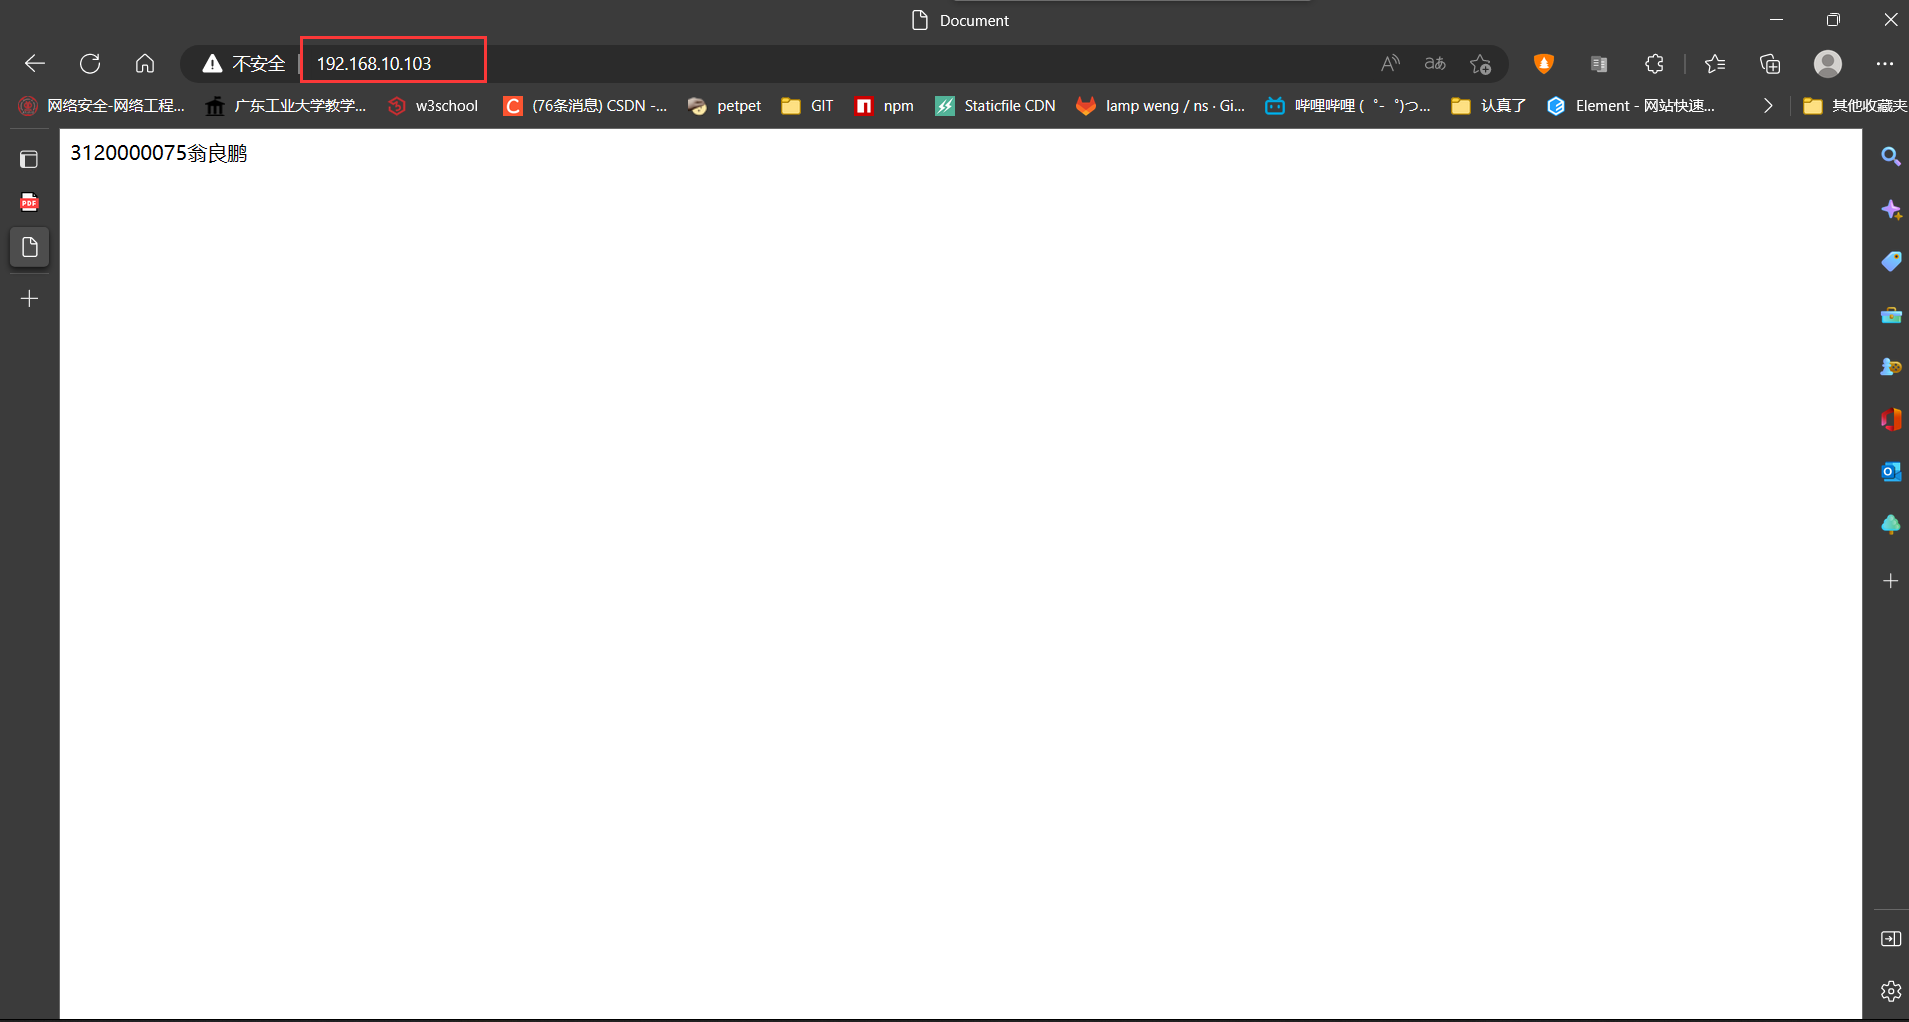 Document
不安全 192.168.10.103
网络安全-网络工程... 广东工业大学教学... w3school (76条消息) CSDN -... petpet GIT npm Staticfile CDN lamp weng / ns · Gi... 哔哩哔哩 (゜-゜)つ... 认真了 Element - 网站快速... 其他收藏夹
3120000075翁良鹏